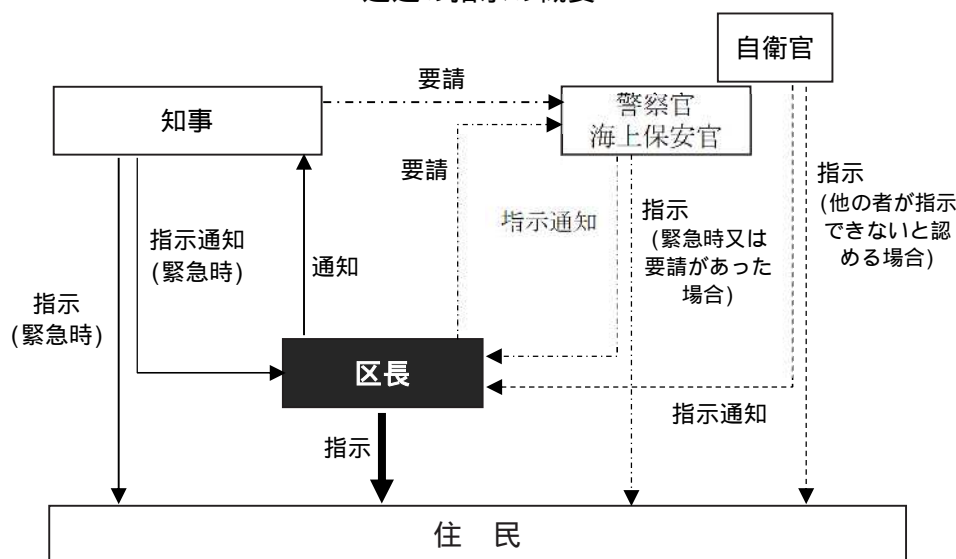 退避の指示の概要
自衛官
要請
知事
警察官
海上保安官
要請
指示
(他の者が指示
できないと認
める場合)
指示通知
指示
(緊急時又は
要請があった
場合)
指示通知
(緊急時)
通知
指示
(緊急時)
区長
指示通知
指示
住 民